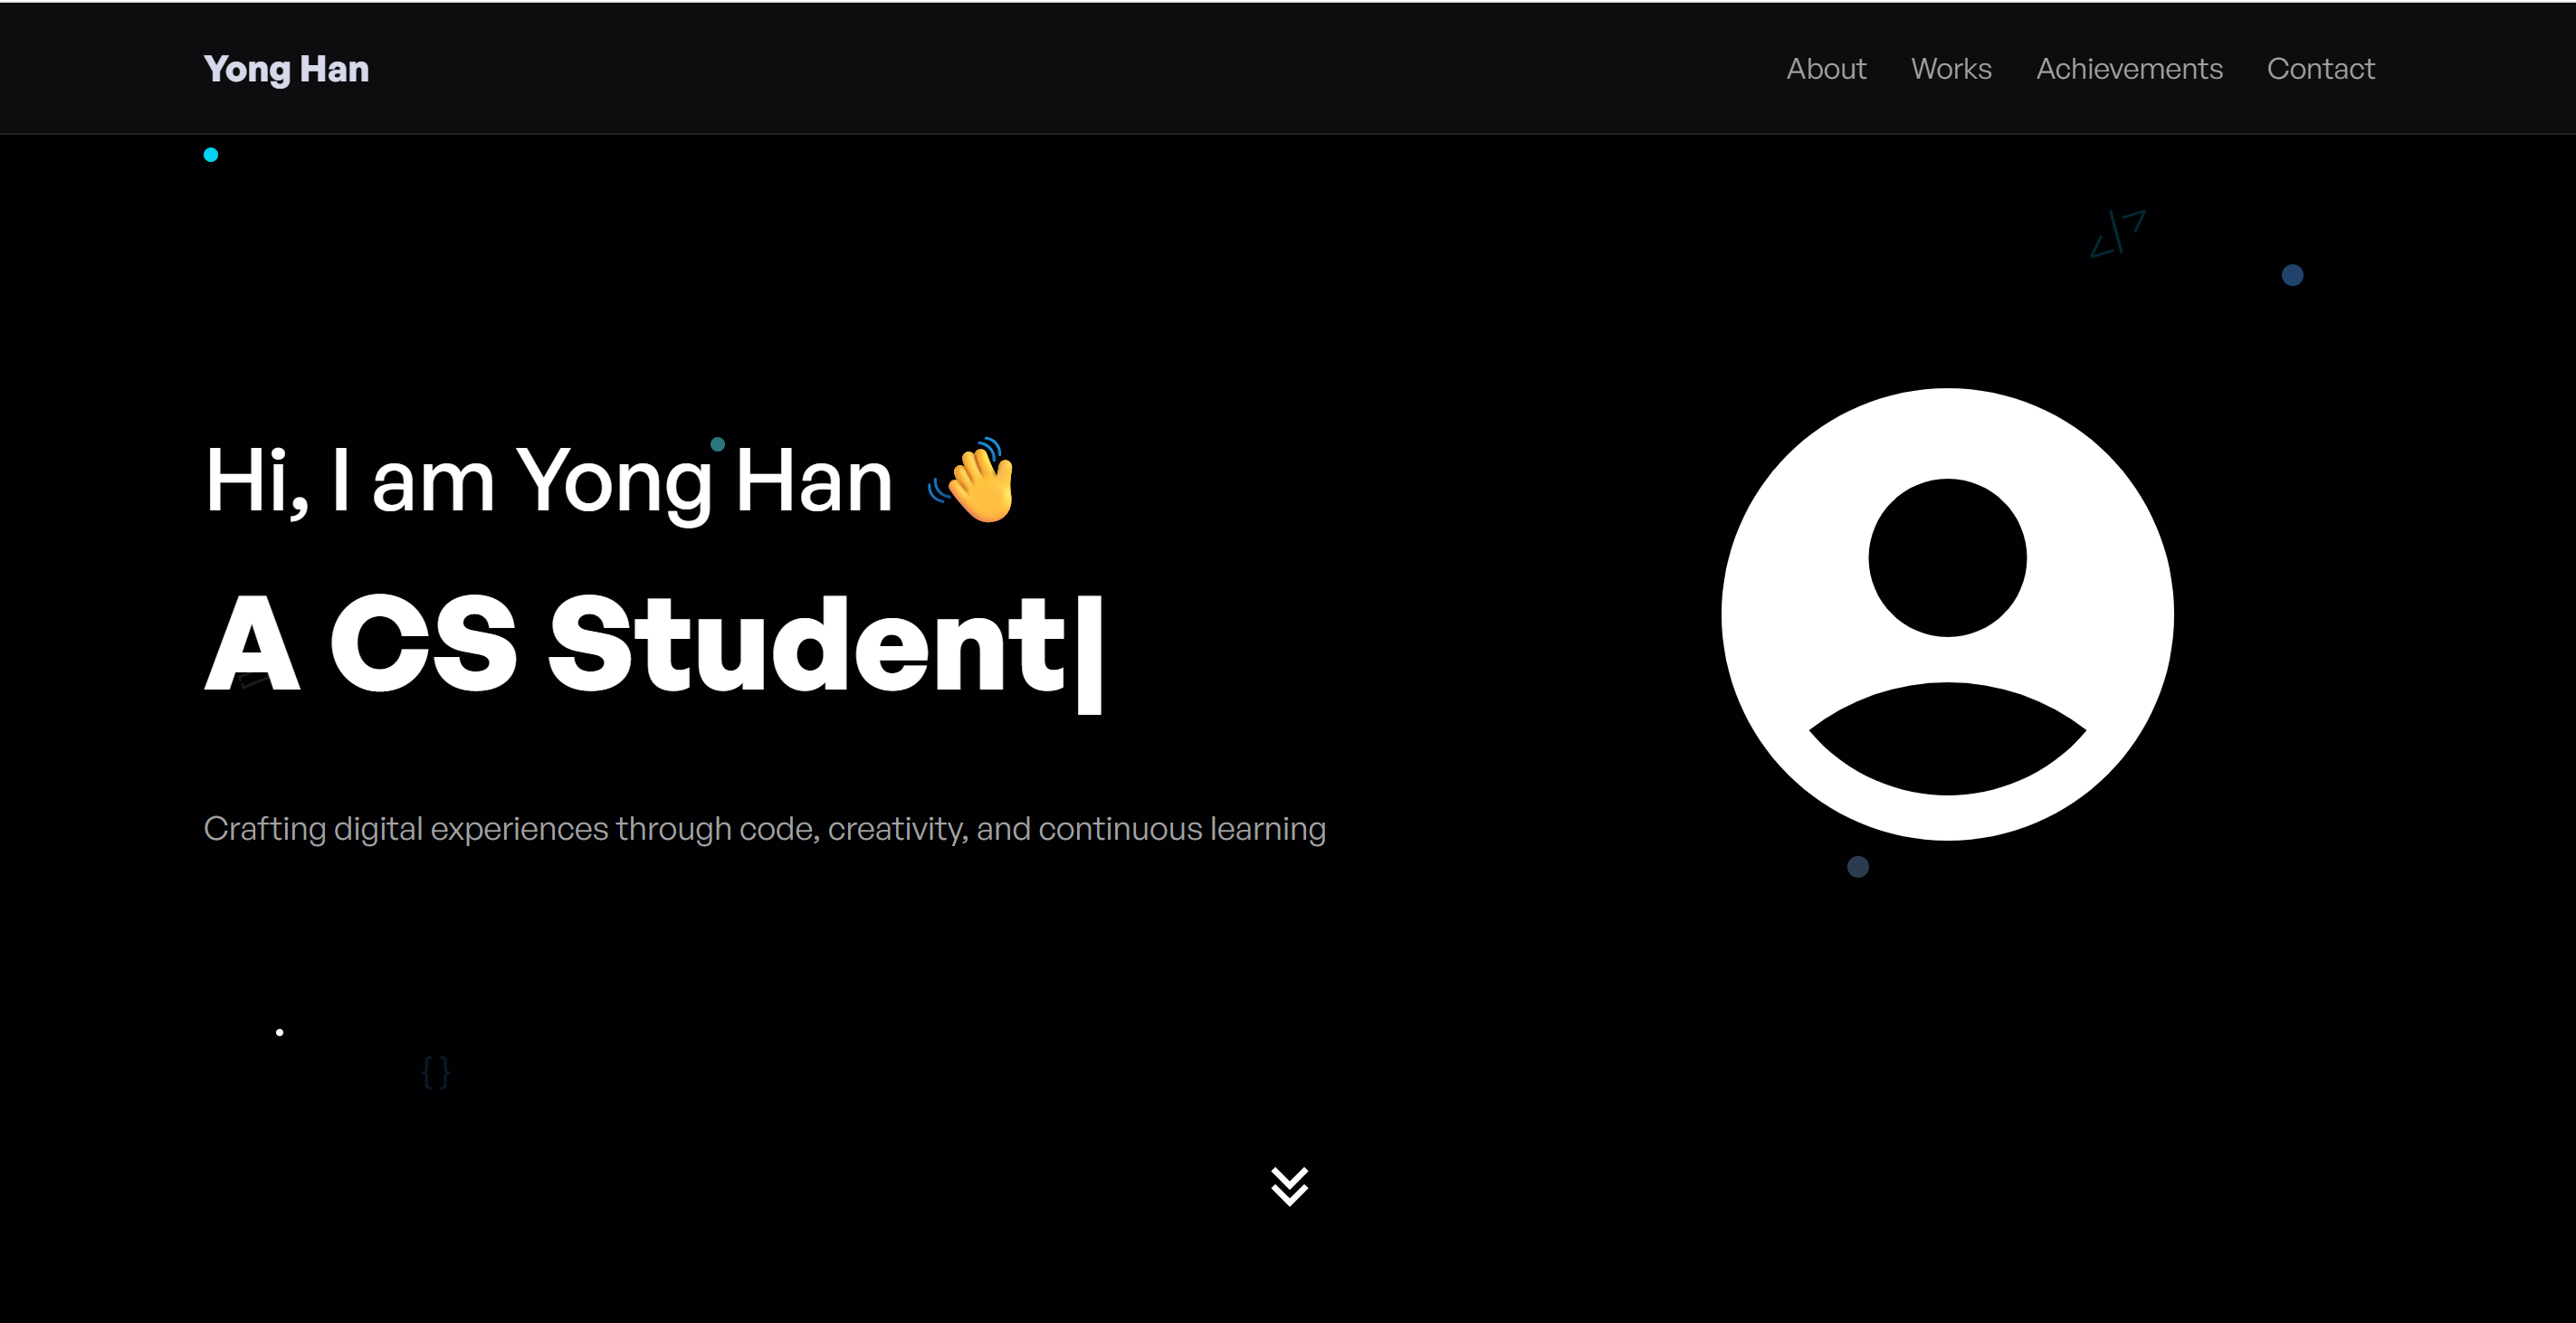 Yong Han
About Works Achievements Contact
</>
Hi, I am Yong Han 👋
A CS Student|
Crafting digital experiences through code, creativity, and continuous learning
{ }